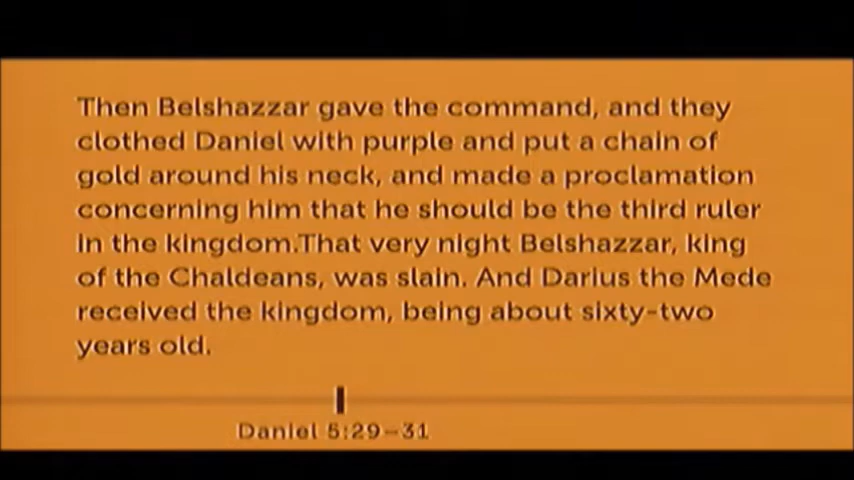 Then Belshazzar gave the command, and they
clothed Daniel with purple and put a chain of
gold around his neck, and made a proclamation
concerning him that he should be the third ruler
in the kingdom.That very night Belshazzar, king
of the Chaldeans, was slain. And Darius the Mede
received the kingdom, being about sixty-two
years old.
Daniel 5:29–31